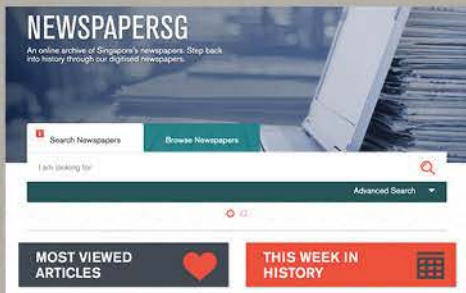 NEWSPAPERSG
An online archive of Singapore's newspapers. Step back
into history through our digitised newspapers.
Search Newspapers
Browse Newspapers
I am looking for
Advanced Search
MOST VIEWED
ARTICLES
THIS WEEK IN
HISTORY